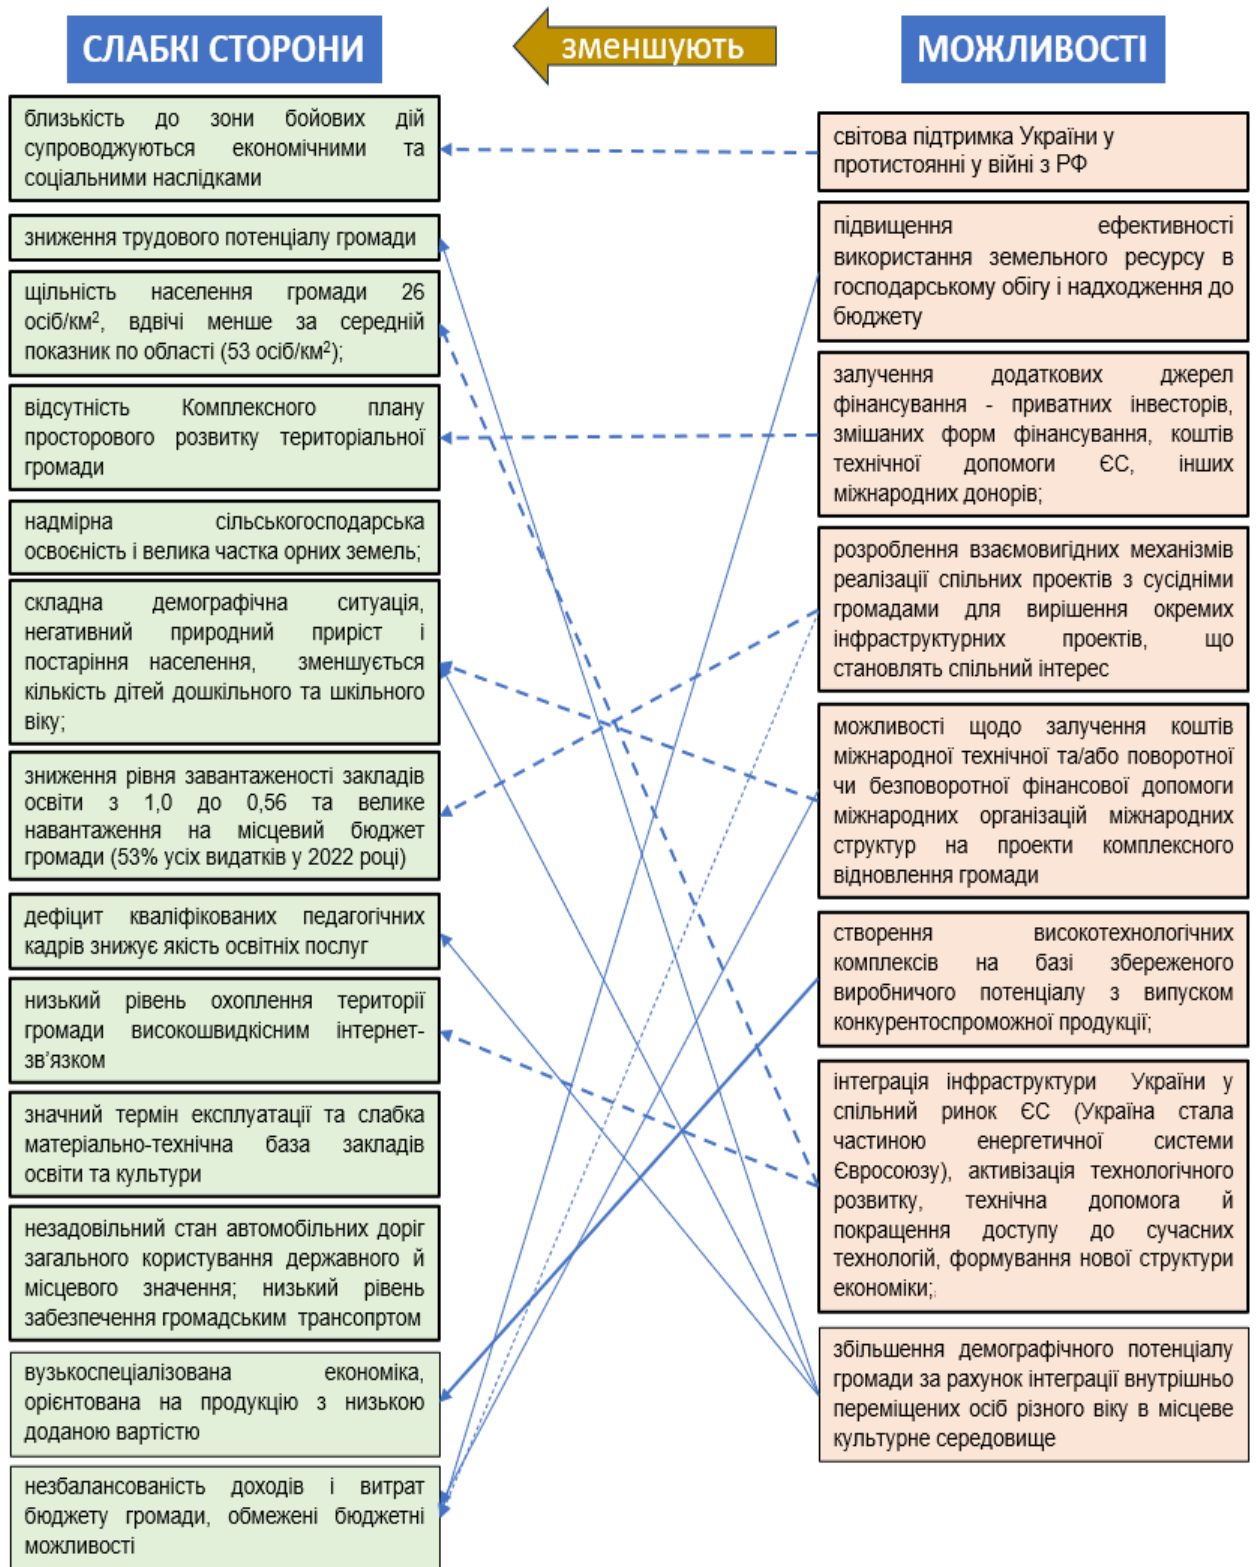 СЛАБКІ СТОРОНИ
зменшують
МОЖЛИВОСТІ
близькість до зони бойових дій
супроводжуються економічними та
соціальними наслідками
зниження трудового потенціалу громади
щільність населення громади 26
осіб/км², вдвічі менше за середній
показник по області (53 осіб/км²);
відсутність Комплексного плану
просторового розвитку територіальної
громади
надмірна сільськогосподарська
освоєність і велика частка орних земель;
складна демографічна ситуація,
негативний природний приріст і
постаріння населення, зменшується
кількість дітей дошкільного та шкільного
віку;
зниження рівня завантаженості закладів
освіти з 1,0 до 0,56 та велике
навантаження на місцевий бюджет
громади (53% усіх видатків у 2022 році)
дефіцит кваліфікованих педагогічних
кадрів знижує якість освітніх послуг
низький рівень охоплення території
громади високошвидкісним інтернет-
зв’язком
значний термін експлуатації та слабка
матеріально-технічна база закладів
освіти та культури
незадовільний стан автомобільних доріг
загального користування державного й
місцевого значення; низький рівень
забезпечення громадським трансопртом
вузькоспеціалізована економіка,
орієнтована на продукцію з низькою
доданою вартістю
незбалансованість доходів і витрат
бюджету громади, обмежені бюджетні
можливості
світова підтримка України у
протистоянні у війні з РФ
підвищення ефективності
використання земельного ресурсу в
господарському обігу і надходження до
бюджету
залучення додаткових джерел
фінансування - приватних інвесторів,
змішаних форм фінансування, коштів
технічної допомоги ЄС, інших
міжнародних донорів;
розроблення взаємовигідних механізмів
реалізації спільних проектів з сусідніми
громадами для вирішення окремих
інфраструктурних проектів, що
становлять спільний інтерес
можливості щодо залучення коштів
міжнародної технічної та/або поворотної
чи безповоротної фінансової допомоги
міжнародних організацій міжнародних
структур на проекти комплексного
відновлення громади
створення високотехнологічних
комплексів на базі збереженого
виробничого потенціалу з випуском
конкурентоспроможної продукції;
інтеграція інфраструктури України у
спільний ринок ЄС (Україна стала
частиною енергетичної системи
Євросоюзу), активізація технологічного
розвитку, технічна допомога й
покращення доступу до сучасних
технологій, формування нової структури
економіки;
збільшення демографічного потенціалу
громади за рахунок інтеграції внутрішньо
переміщених осіб різного віку в місцеве
культурне середовище